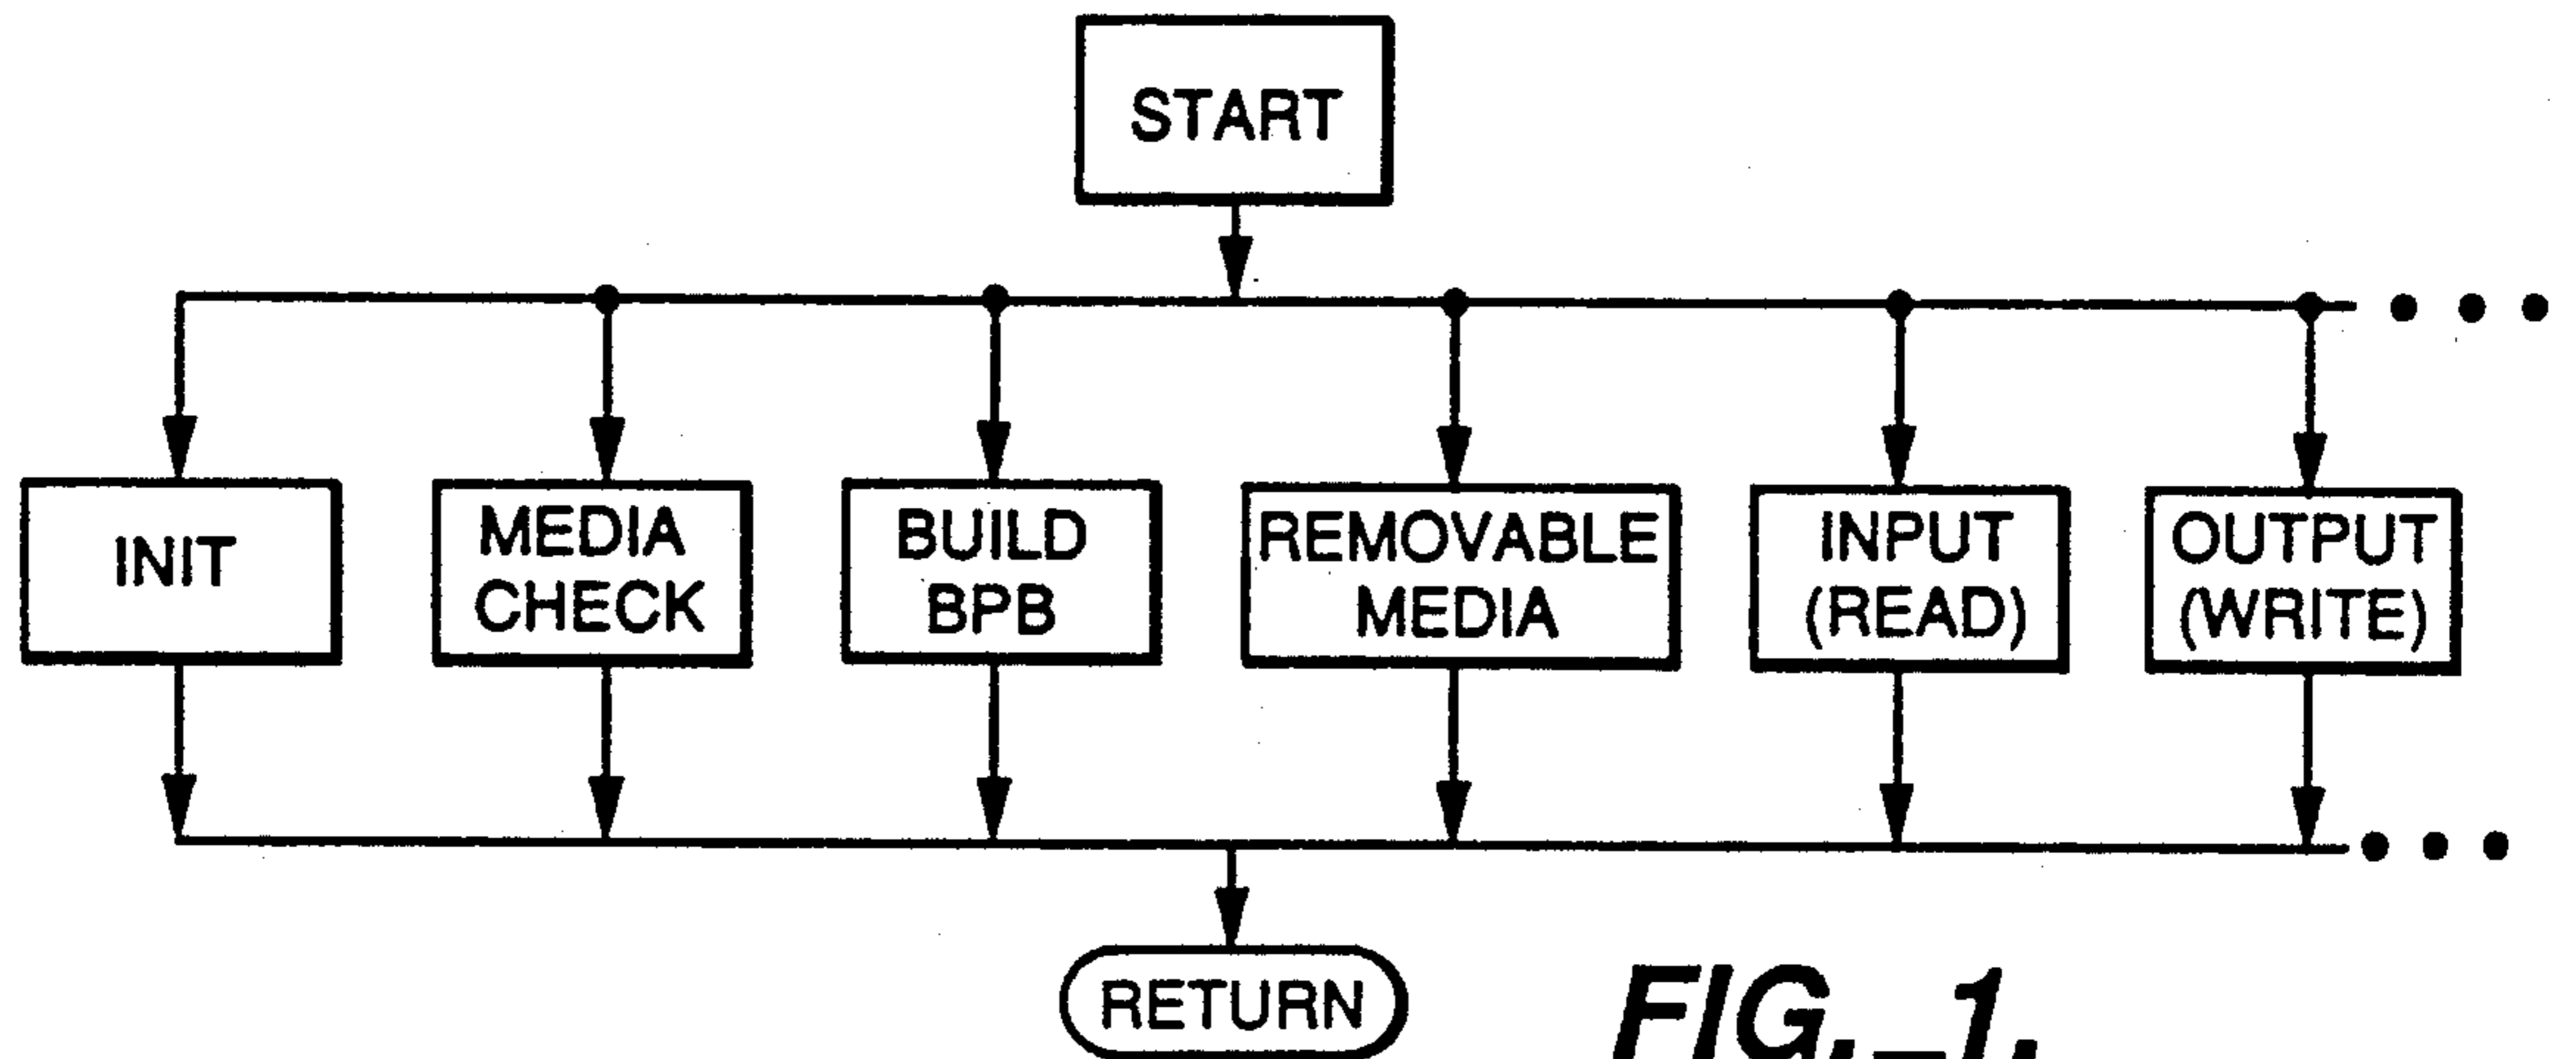 START
INIT
MEDIA
CHECK
BUILD
BPB
REMOVABLE
MEDIA
INPUT
(READ)
OUTPUT
(WRITE)
RETURN
FIG._1.